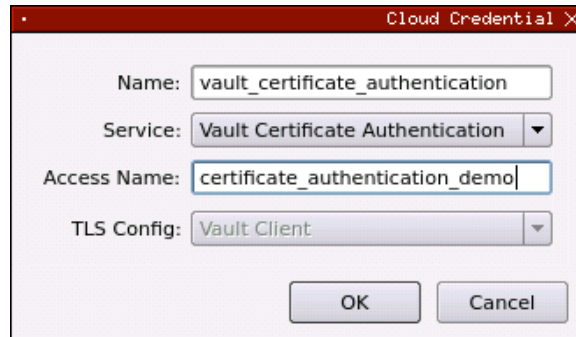 Cloud Credential
Name: vault_certificate_authentication
Service: Vault Certificate Authentication
Access Name: certificate_authentication_demo
TLS Config: Vault Client
OK Cancel